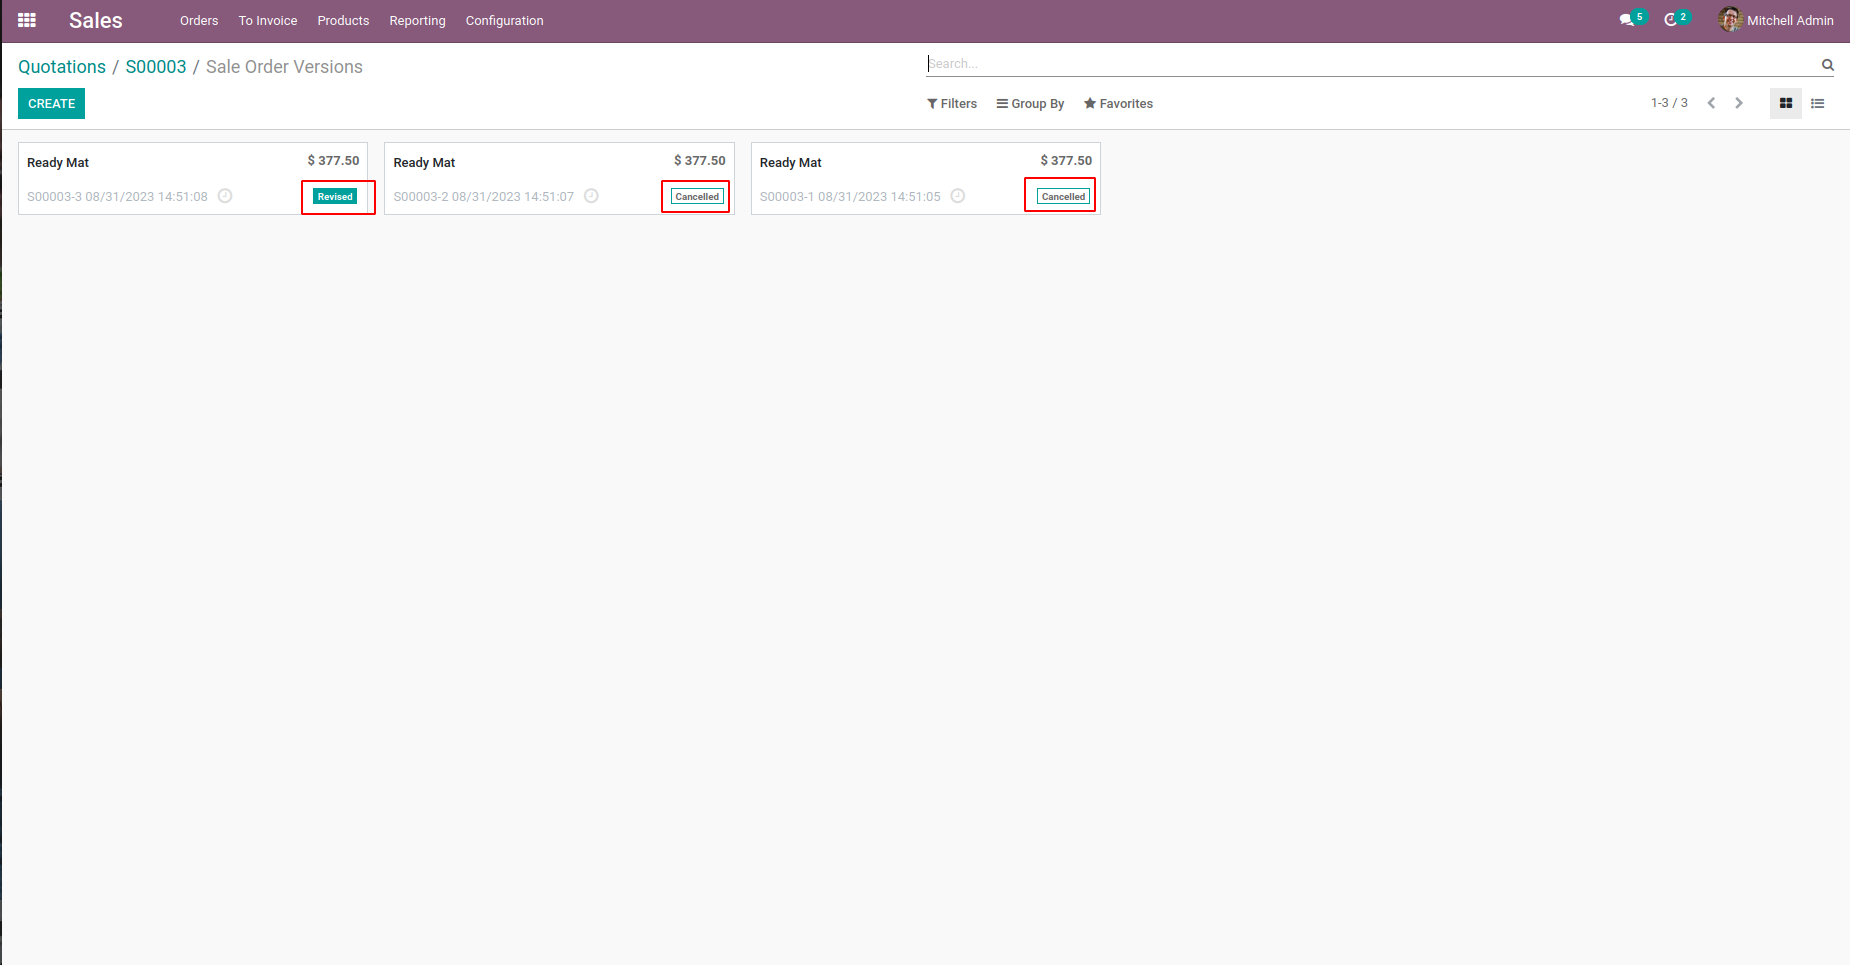 Sales Orders To Invoice Products Reporting Configuration 5 2 Mitchell Admin
Quotations / S00003 / Sale Order Versions
Search...
CREATE
Filters Group By Favorites
1-3 / 3
Ready Mat $ 377.50
S00003-3 08/31/2023 14:51:08 Revised
Ready Mat $ 377.50
S00003-2 08/31/2023 14:51:07 Cancelled
Ready Mat $ 377.50
S00003-1 08/31/2023 14:51:05 Cancelled